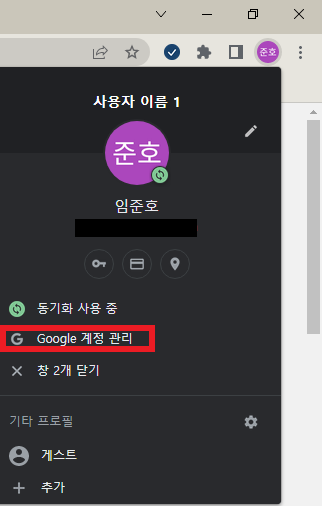 준호
사용자 이름 1
준호
임준호
동기화 사용 중
Google 계정 관리
창 2개 닫기
기타 프로필
게스트
추가